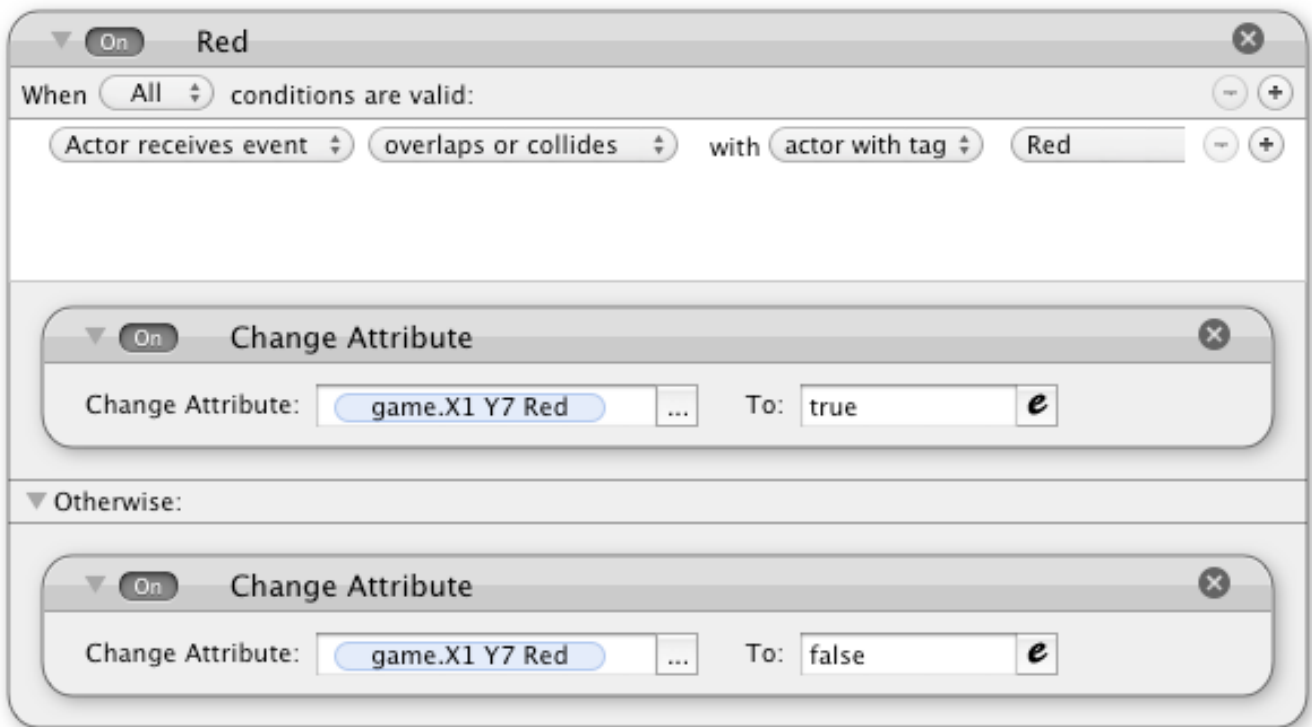 On Red
When All conditions are valid:
Actor receives event overlaps or collides with actor with tag Red
On Change Attribute
Change Attribute: game.X1 Y7 Red ... To: true e
Otherwise:
On Change Attribute
Change Attribute: game.X1 Y7 Red ... To: false e